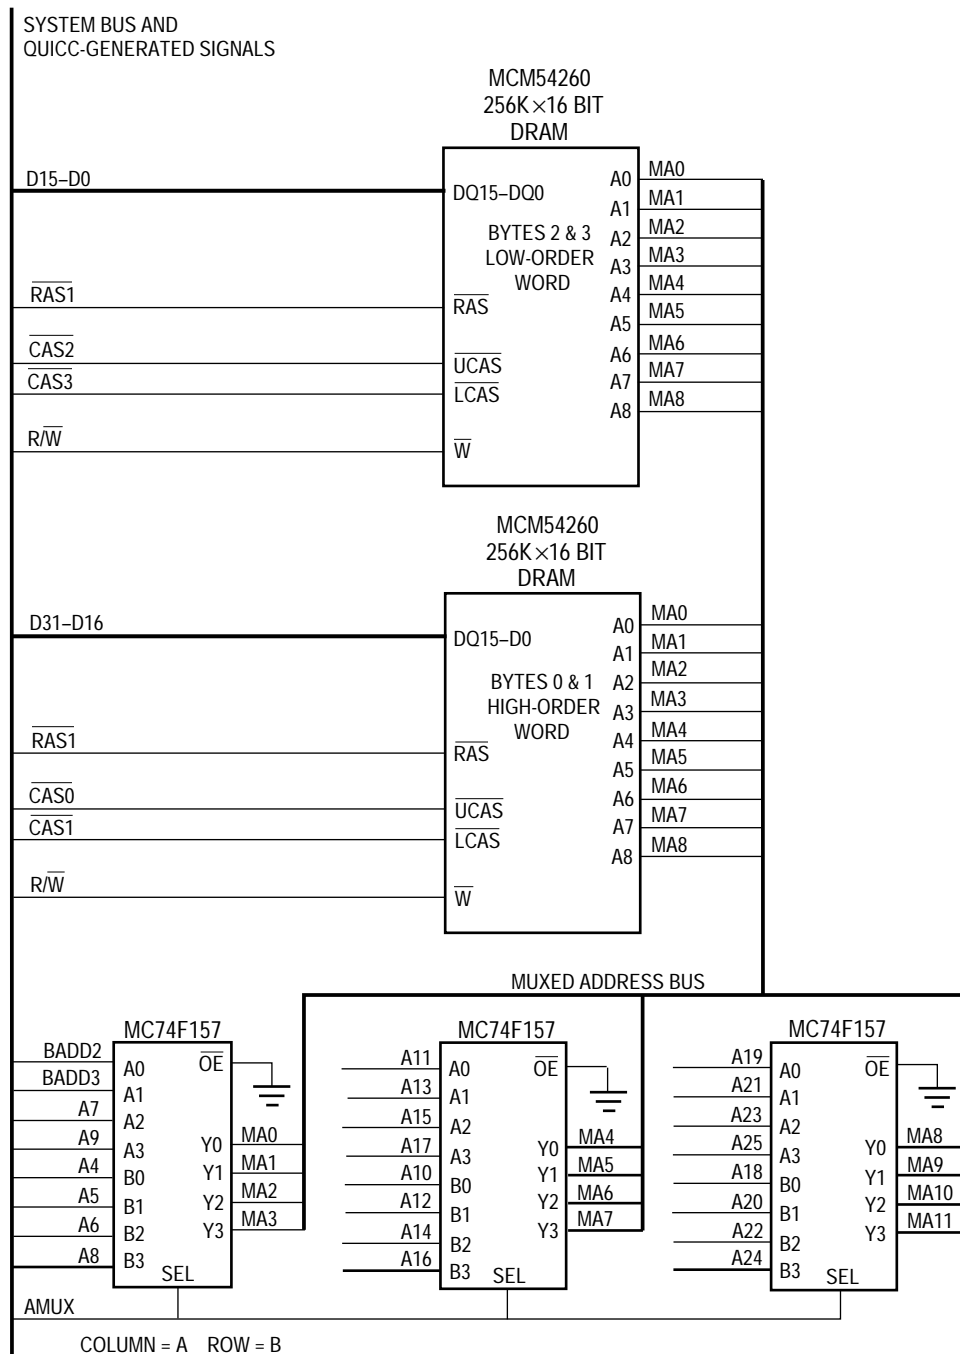 SYSTEM BUS AND
QUICC-GENERATED SIGNALS
MCM54260
256K×16 BIT
DRAM
D15–D0
DQ15–DQ0
BYTES 2 & 3
LOW-ORDER
WORD
RAS1
RAS
CAS2
UCAS
CAS3
LCAS
R/W
W
A0 MA0
A1 MA1
A2 MA2
A3 MA3
A4 MA4
A5 MA5
A6 MA6
A7 MA7
A8 MA8
MCM54260
256K×16 BIT
DRAM
D31–D16
DQ15–D0
BYTES 0 & 1
HIGH-ORDER
WORD
RAS1
RAS
CAS0
UCAS
CAS1
LCAS
R/W
W
A0 MA0
A1 MA1
A2 MA2
A3 MA3
A4 MA4
A5 MA5
A6 MA6
A7 MA7
A8 MA8
MUXED ADDRESS BUS
MC74F157
BADD2 A0
BADD3 A1
A7 A2
A9 A3
A4 B0
A5 B1
A6 B2
A8 B3
OE
Y0 MA0
Y1 MA1
Y2 MA2
Y3 MA3
SEL
MC74F157
A11 A0
A13 A1
A15 A2
A17 A3
A10 B0
A12 B1
A14 B2
A16 B3
OE
Y0 MA4
Y1 MA5
Y2 MA6
Y3 MA7
SEL
MC74F157
A19 A0
A21 A1
A23 A2
A25 A3
A18 B0
A20 B1
A22 B2
A24 B3
OE
Y0 MA8
Y1 MA9
Y2 MA10
Y3 MA11
SEL
AMUX
COLUMN = A ROW = B